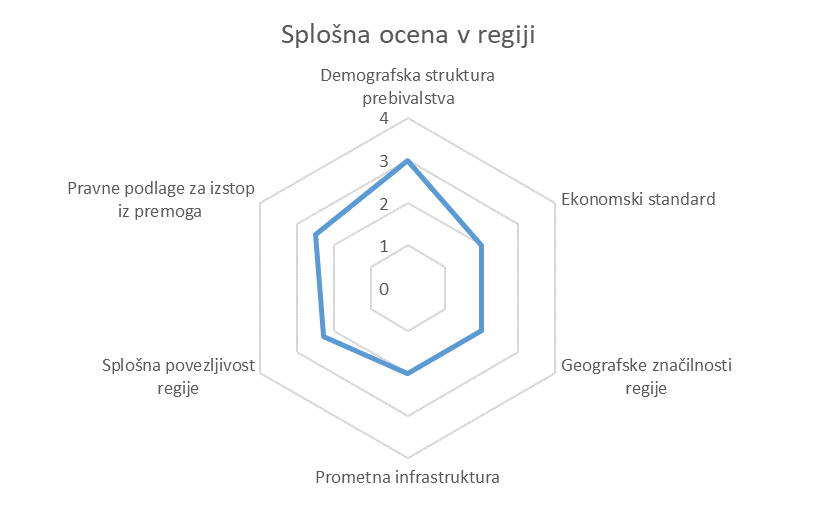 Splošna ocena v regiji
Demografska struktura
prebivalstva
4
3
2
1
0
Ekonomski standard
Geografske značilnosti
regije
Prometna infrastruktura
Splošna povezljivost
regije
Pravne podlage za izstop
iz premoga